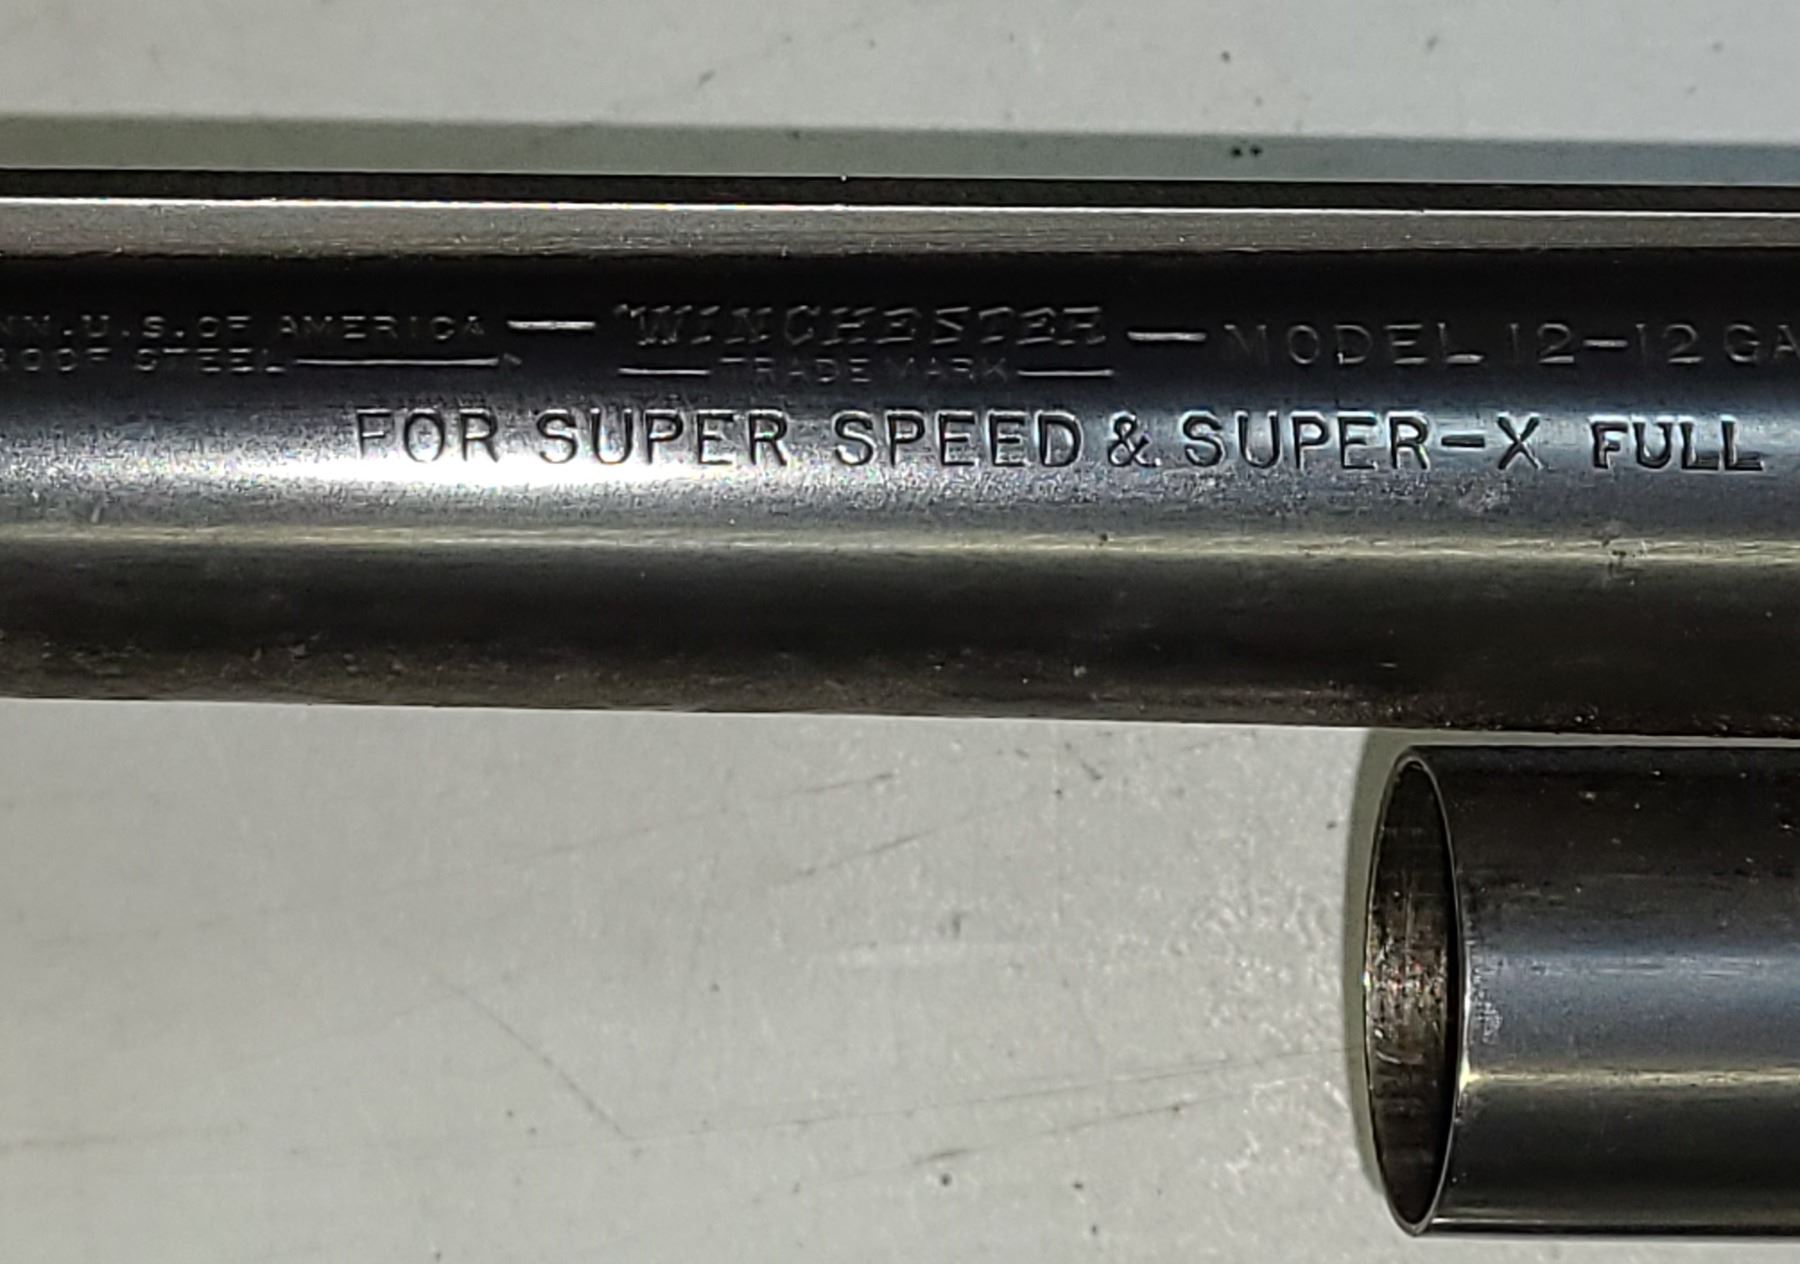 NN. U.S. OF AMERICA — WINCHESTER — MODEL 12-12 GA
ROOF STEEL TRADE MARK
FOR SUPER SPEED & SUPER-X FULL